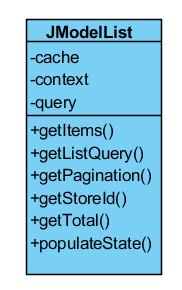 JModelList
-cache
-context
-query
+getItems()
+getListQuery()
+getPagination()
+getStoreId()
+getTotal()
+populateState()